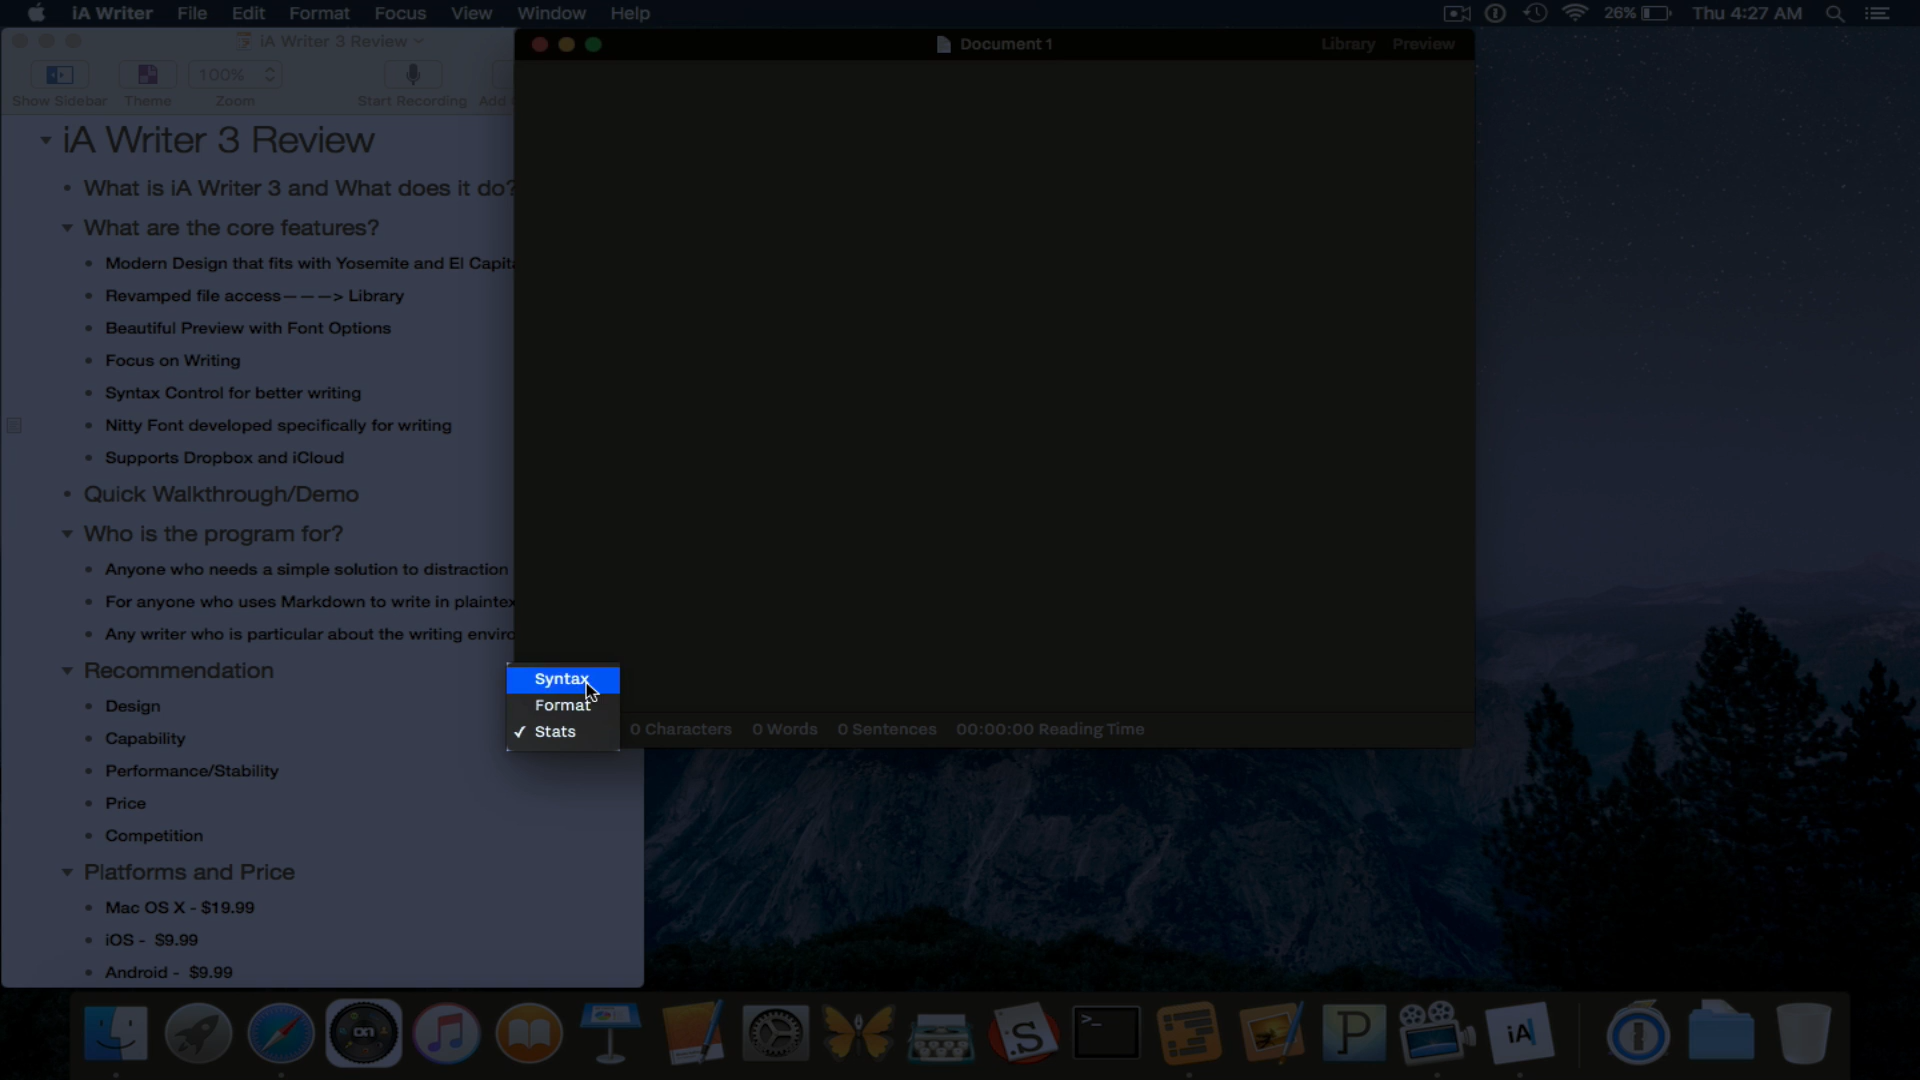 iA Writer File Edit Format Focus View Window Help
26% Thu 4:27 AM
iA Writer 3 Review
100%
Show Sidebar Theme Zoom Start Recording Add
iA Writer 3 Review
What is iA Writer 3 and What does it do?
What are the core features?
Modern Design that fits with Yosemite and El Capit
Revamped file access———> Library
Beautiful Preview with Font Options
Focus on Writing
Syntax Control for better writing
Nitty Font developed specifically for writing
Supports Dropbox and iCloud
Quick Walkthrough/Demo
Who is the program for?
Anyone who needs a simple solution to distraction
For anyone who uses Markdown to write in plaintex
Any writer who is particular about the writing enviro
Recommendation
Design
Capability
Performance/Stability
Price
Competition
Platforms and Price
Mac OS X - $19.99
iOS - $9.99
Android - $9.99
Document 1
Library Preview
Syntax
Format
✓ Stats
0 Characters 0 Words 0 Sentences 00:00:00 Reading Time
>_
S
P
iA